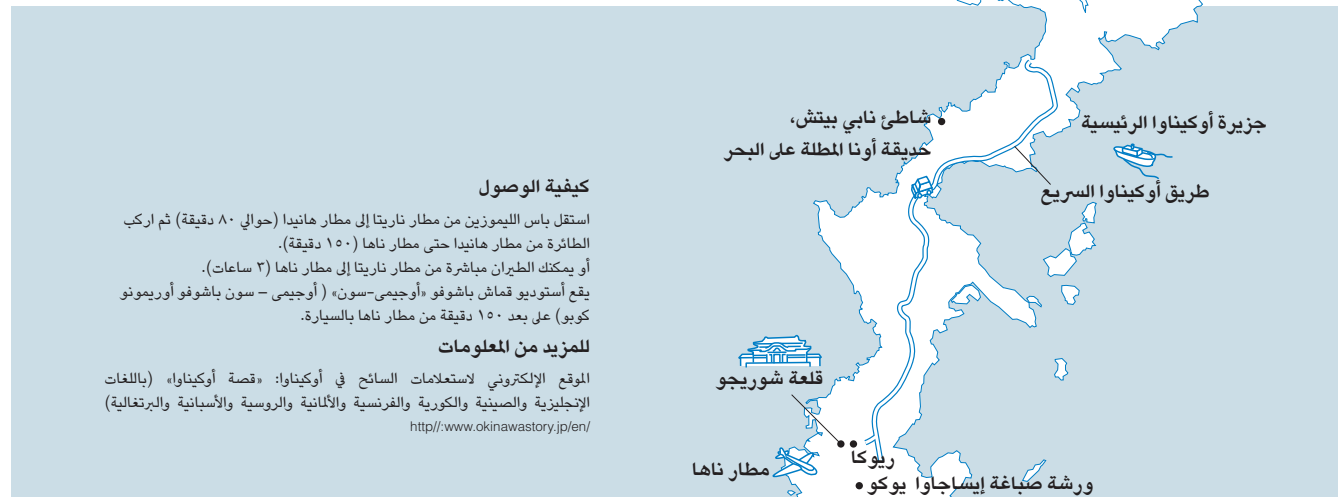 شاطئ نابي بيتش،
حديقة أونا المطلة على البحر
جزيرة أوكيناوا الرئيسية
طريق أوكيناوا السريع
كيفية الوصول
استقل باس الليموزين من مطار ناريتا إلى مطار هانيدا (حوالي ٨٠ دقيقة) ثم اركب
الطائرة من مطار هانيدا حتى مطار ناها (١٥٠ دقيقة).
أو يمكنك الطيران مباشرة من مطار ناريتا إلى مطار ناها (٣ ساعات).
يقع أستوديو قماش باشوفو «أوجيمى-سون» ( أوجيمى – سون باشوفو أوريمونو
كوبو) على بعد ١٥٠ دقيقة من مطار ناها بالسيارة.
للمزيد من المعلومات
الموقع الإلكتروني لاستعلامات السائح في أوكيناوا: «قصة أوكيناوا» (باللغات
الإنجليزية والصينية والكورية والفرنسية والألمانية والروسية والأسبانية والبرتغالية)
http//:www.okinawastory.jp/en/
قلعة شوريجو
ريوكا
مطار ناها
ورشة صباغة إيساجاوا يوكو